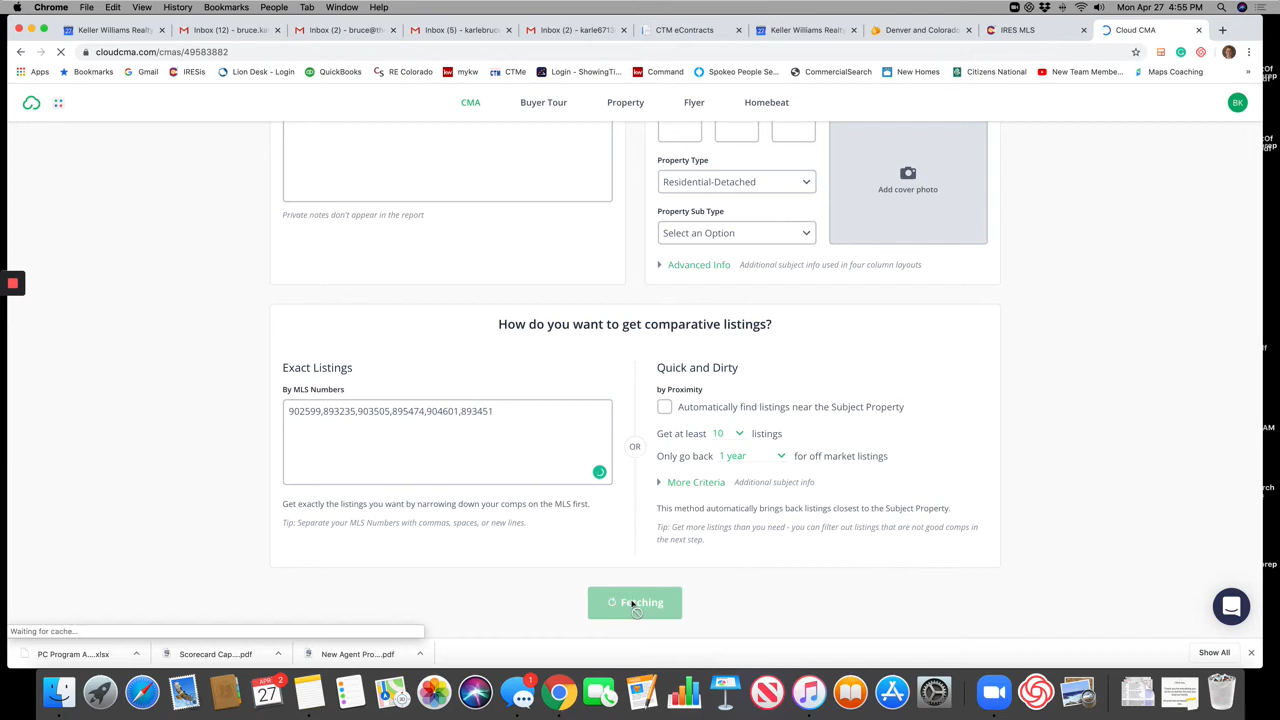 Chrome File Edit View History Bookmarks People Tab Window Help Mon Apr 27 4:55 PM
Keller Williams Realty Inbox (12) - bruce.ka Inbox (2) - bruce@th Inbox (5) - karlebruc Inbox (2) - karle6713 CTM eContracts Keller Williams Realty Denver and Colorado IRES MLS Cloud CMA
cloudcma.com/cmas/49583882
Apps Bookmarks Gmail IRESis Lion Desk - Login QuickBooks RE Colorado mykw CTMe Login - ShowingTi... Command Spoken People Se... CommercialSearch New Homes Citizens National New Team Membe... Maps Coaching »
CMA Buyer Tour Property Flyer Homebeat BK
Property Type
Residential-Detached
Add cover photo
Property Sub Type
Private notes don't appear in the report
Select an Option
Advanced Info Additional subject info used in four column layouts
How do you want to get comparative listings?
Exact Listings
By MLS Numbers
902599,893235,903505,895474,904601,893451
Get exactly the listings you want by narrowing down your comps on the MLS first.
Tip: Separate your MLS Numbers with commas, spaces, or new lines.
OR
Quick and Dirty
by Proximity
Automatically find listings near the Subject Property
Get at least 10 listings
Only go back 1 year for off market listings
More Criteria Additional subject info
This method automatically brings back listings closest to the Subject Property.
Tip: Get more listings than you need - you can filter out listings that are not good comps in
the next step.
Fetching
Waiting for cache...
PC Program A....xlsx Scorecard Cap....pdf New Agent Pro....pdf Show All